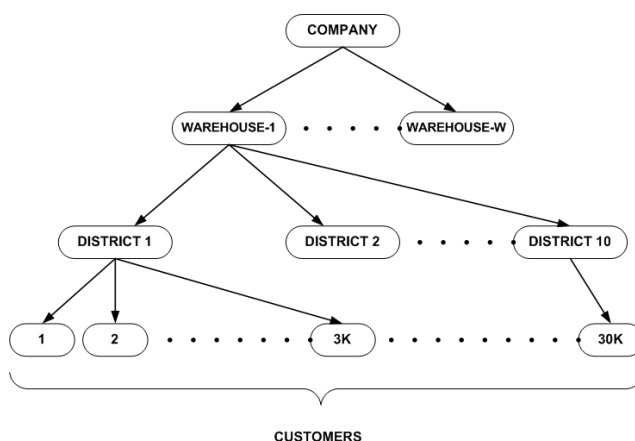 COMPANY
WAREHOUSE-1 WAREHOUSE-W
DISTRICT 1 DISTRICT 2 DISTRICT 10
1 2 3K 30K
CUSTOMERS